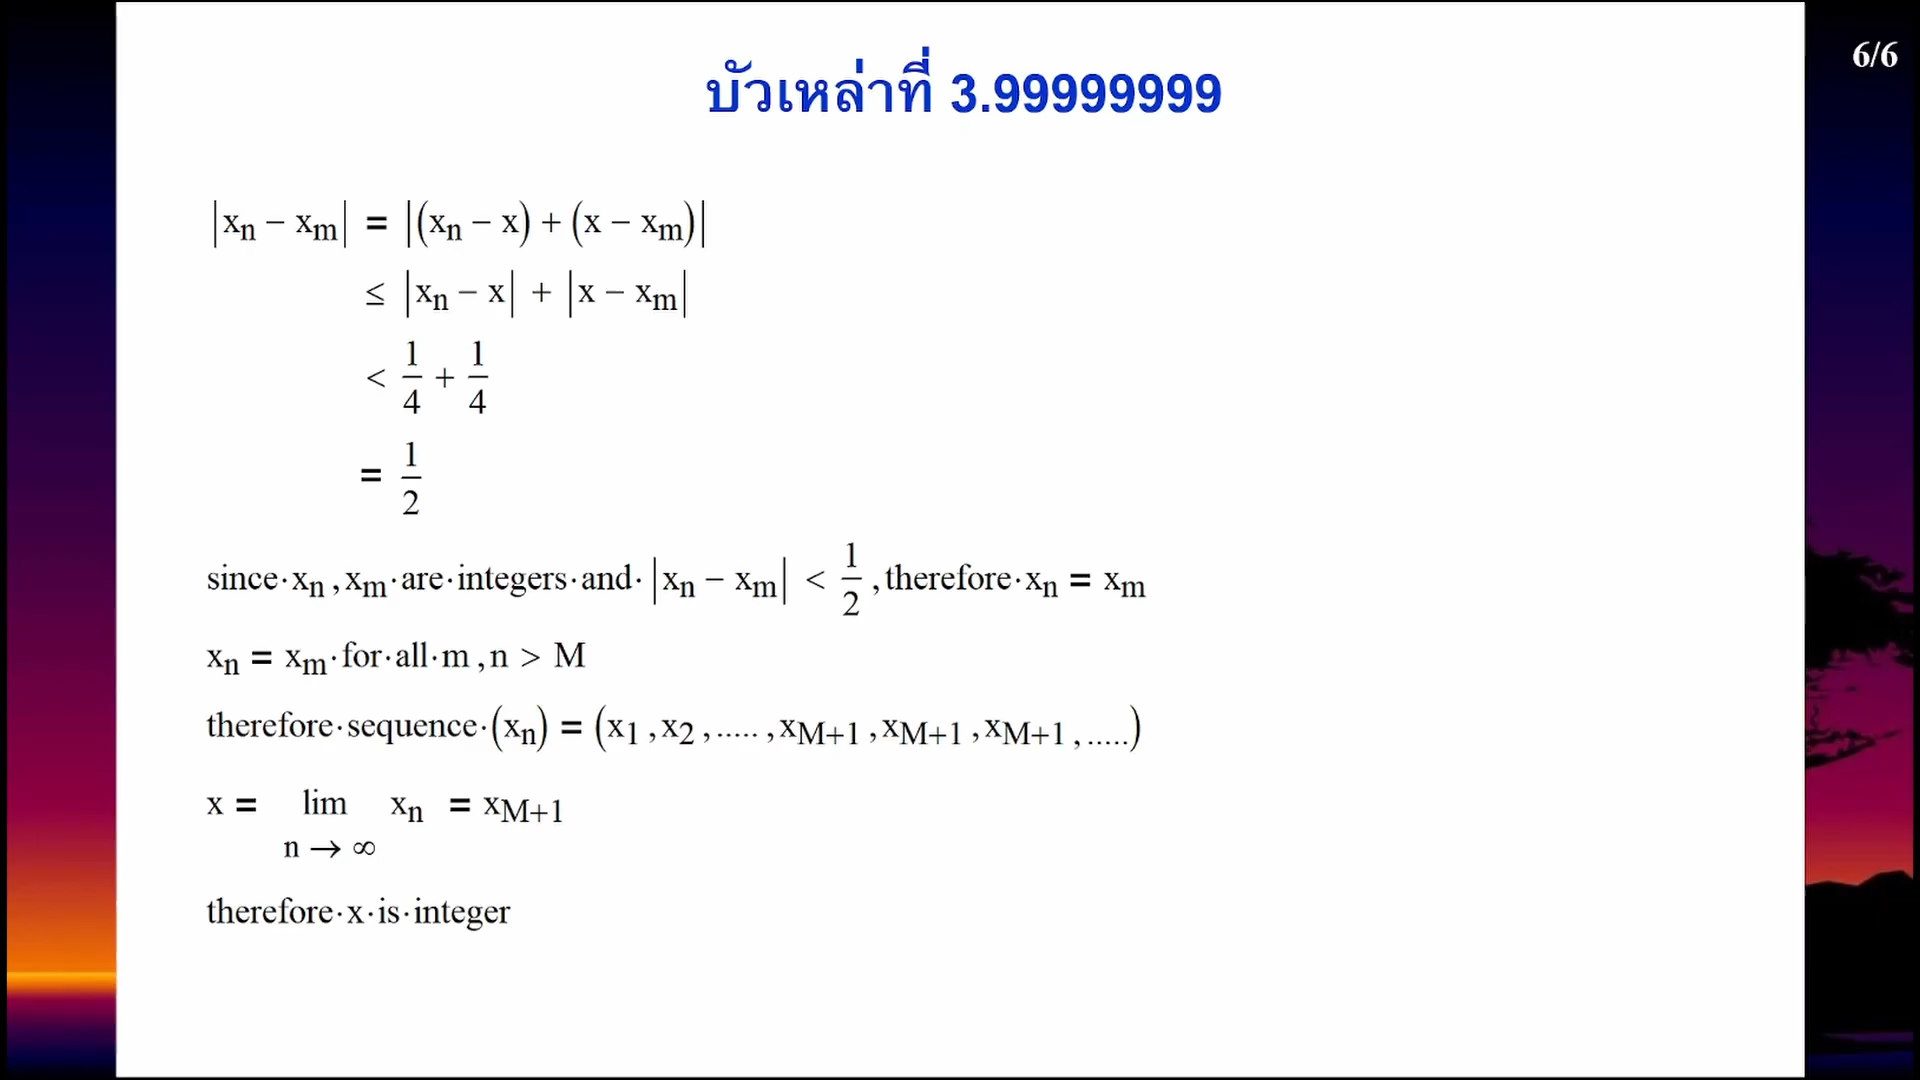 6/6
บัวเหล่าที่ 3.99999999
|xn − xm| = |(xn − x) + (x − xm)|
≤ |xn − x| + |x − xm|
< 1/4 + 1/4
= 1/2
since·xn ,xm·are·integers·and·|xn − xm| < 1/2 ,therefore·xn = xm
xn = xm·for·all·m ,n > M
therefore·sequence·(xn) = (x1 ,x2 ,..... ,xM+1 ,xM+1 ,xM+1 ,.....)
x = lim xn = xM+1
n → ∞
therefore·x·is·integer